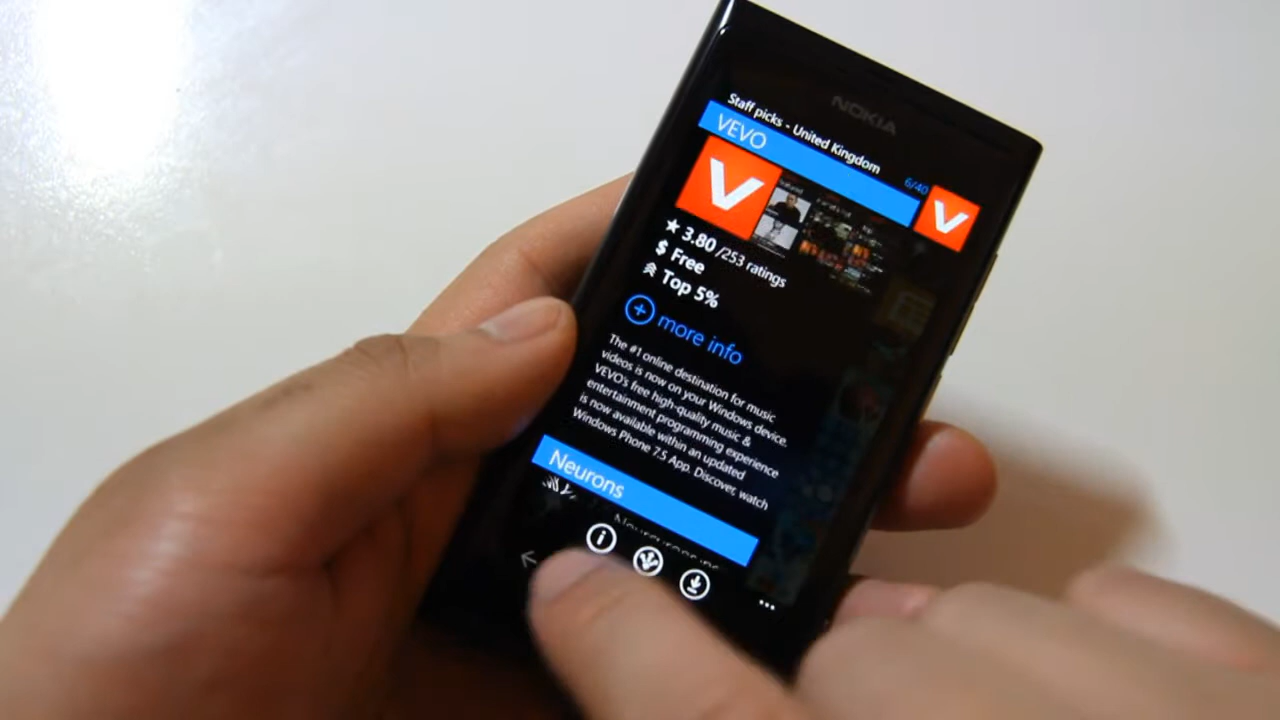 NOKIA
Staff picks - United Kingdom
VEVO
6/40
3.80 /253 ratings
$ Free
Top 5%
more info
The #1 online destination for music
videos is now on your Windows device.
VEVO's free high-quality music &
entertainment programming experience
is now available within an updated
Windows Phone 7.5 App. Discover, watch
Neurons